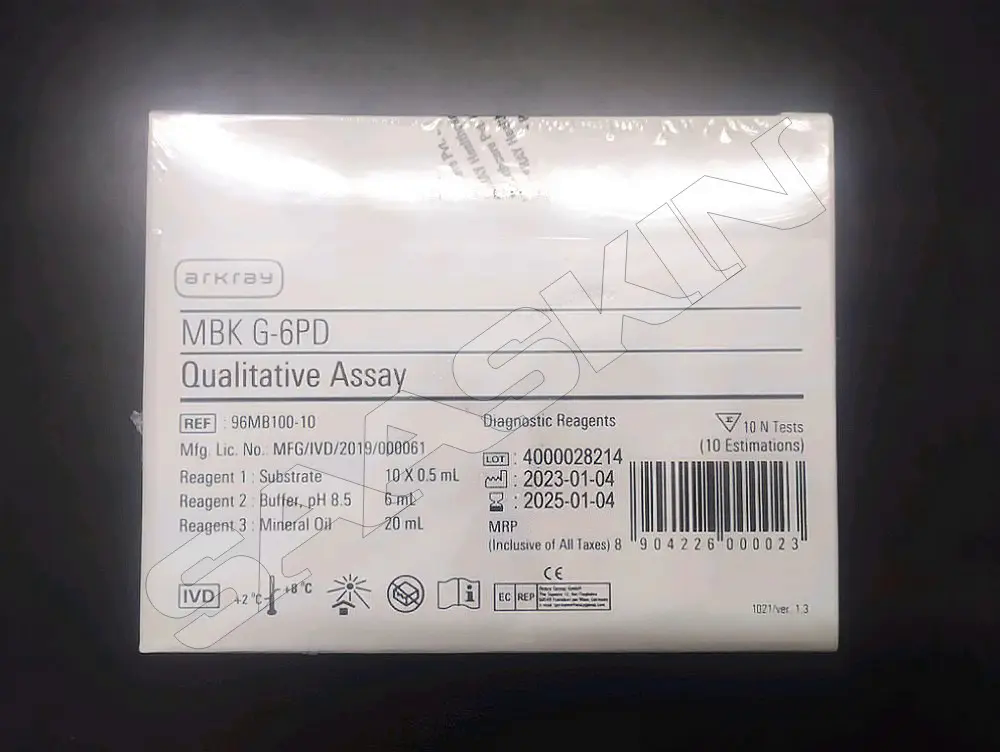 arkray
MBK G-6PD
Qualitative Assay
REF : 96MB100-10
Mfg. Lic. No.: MFG/IVD/2019/000061
Reagent 1 : Substrate 10 X 0.5 mL
Reagent 2 : Buffer, pH 8.5 6 mL
Reagent 3 : Mineral Oil 20 mL
Diagnostic Reagents
LOT : 4000028214
: 2023-01-04
: 2025-01-04
MRP
(Inclusive of All Taxes)
10 N Tests
(10 Estimations)
8 904226 000023
IVD +2 °C +8 °C
CE
EC REP
1021/ver. 1.3
SAASKIN